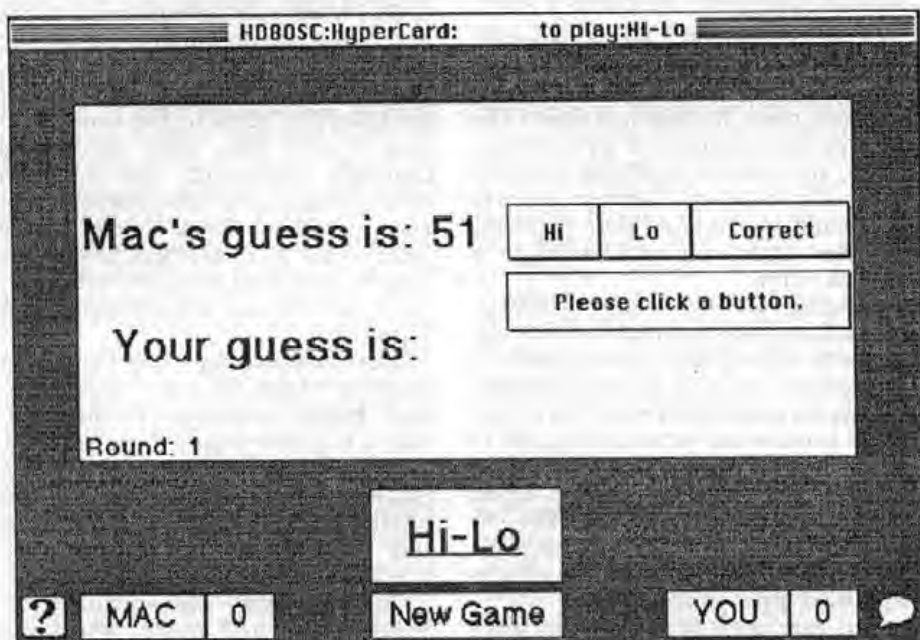 HD80SC:HyperCard: to play:Hi-Lo
Mac's guess is: 51
Hi Lo Correct
Please click a button.
Your guess is:
Round: 1
Hi-Lo
? MAC 0 New Game YOU 0